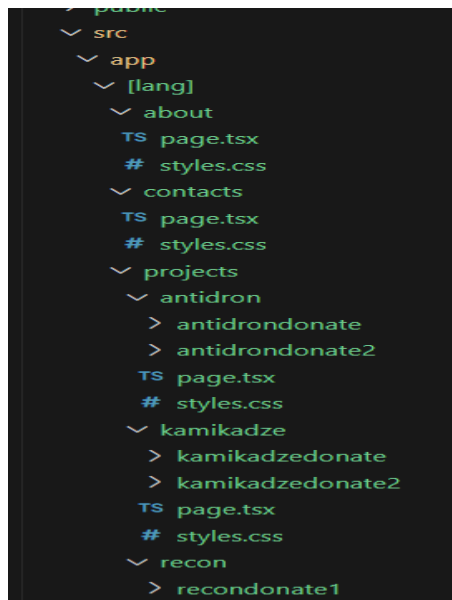 public
src
app
[lang]
about
TS page.tsx
# styles.css
contacts
TS page.tsx
# styles.css
projects
antidron
antidrondonate
antidrondonate2
TS page.tsx
# styles.css
kamikadze
kamikadzedonate
kamikadzedonate2
TS page.tsx
# styles.css
recon
recondonate1